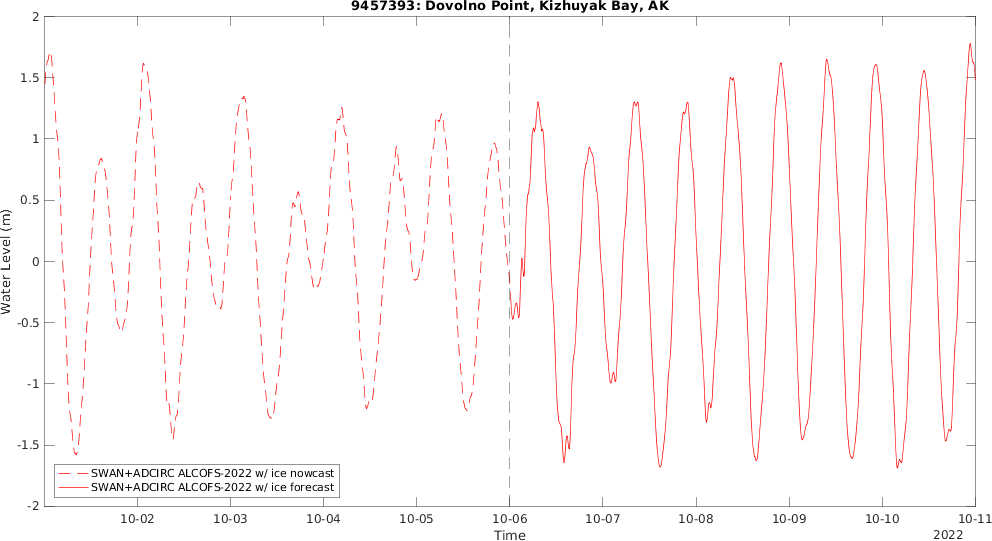 9457393: Dovolno Point, Kizhuyak Bay, AK
2
1.5
1
0.5
0
-0.5
-1
-1.5
-2
Water Level (m)
SWAN+ADCIRC ALCOFS-2022 w/ ice nowcast
SWAN+ADCIRC ALCOFS-2022 w/ ice forecast
10-02 10-03 10-04 10-05 10-06 10-07 10-08 10-09 10-10 10-11
Time
2022